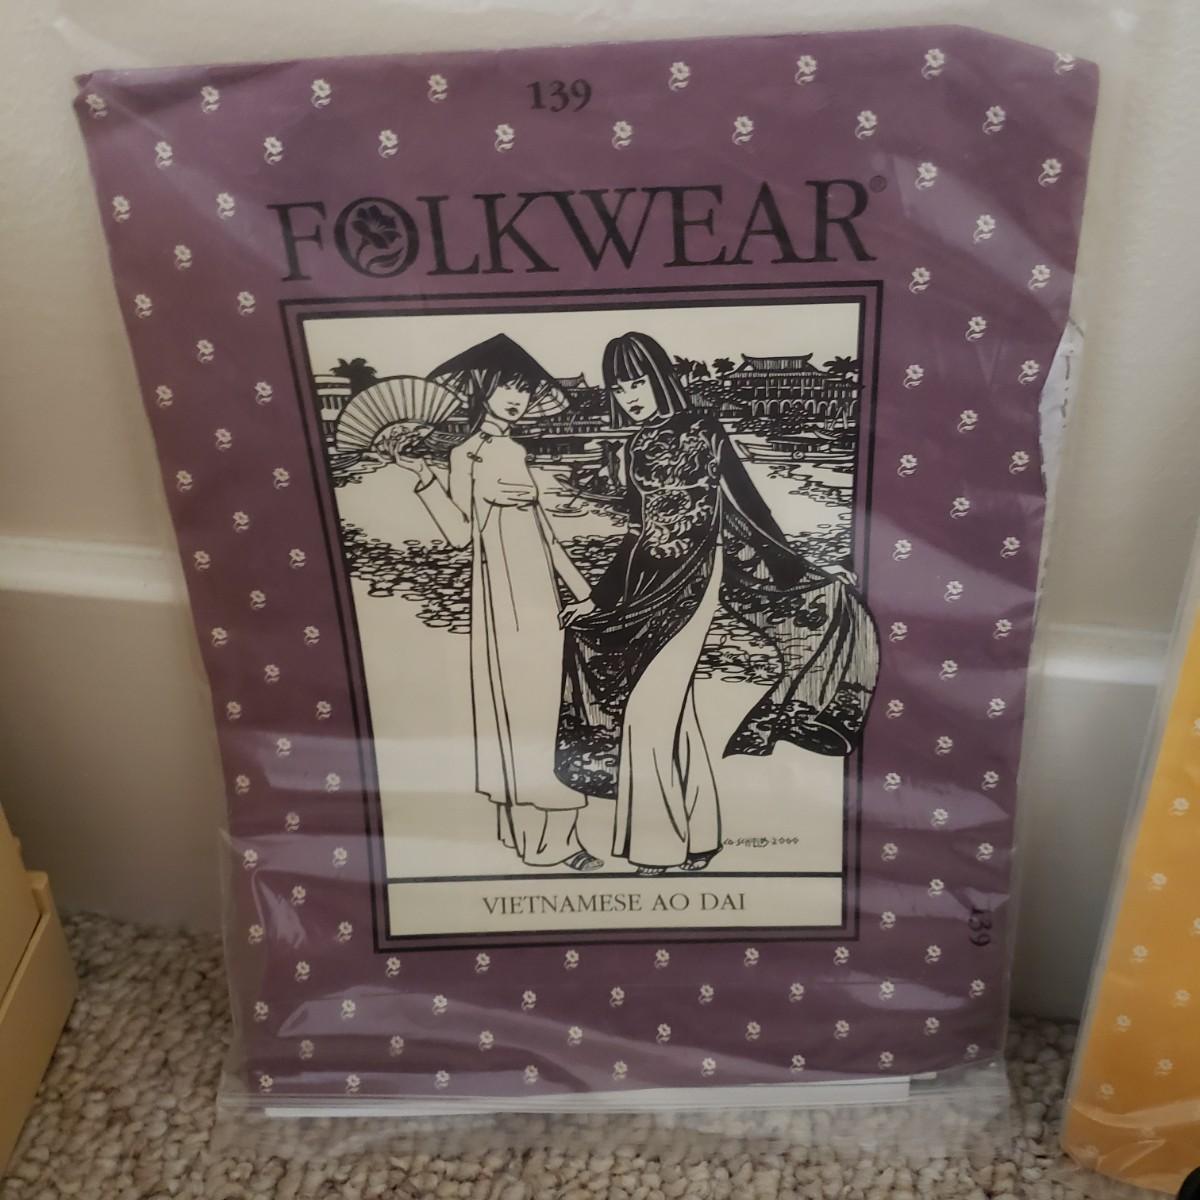 139
FOLKWEAR®
VIETNAMESE AO DAI
139